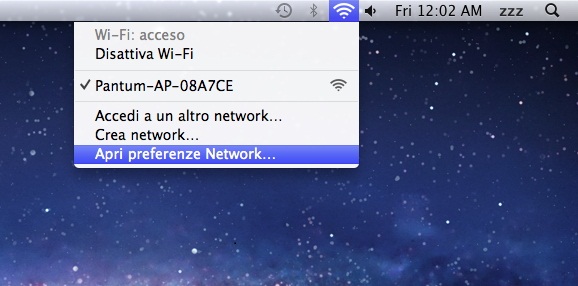 Fri 12:02 AM zzz
Wi-Fi: acceso
Disattiva Wi-Fi
✓ Pantum-AP-08A7CE
Accedi a un altro network...
Crea network...
Apri preferenze Network...